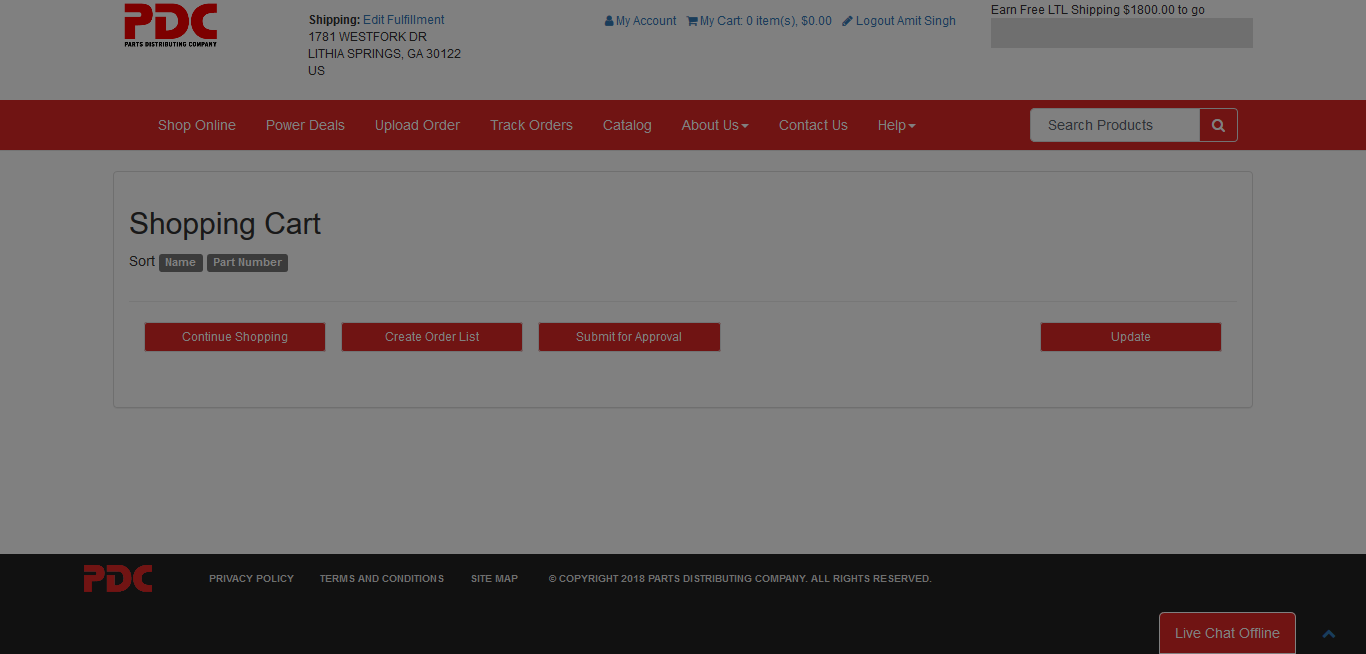 PDC
PARTS DISTRIBUTING COMPANY
Shipping: Edit Fulfillment
1781 WESTFORK DR
LITHIA SPRINGS, GA 30122
US
My Account My Cart: 0 item(s), $0.00 Logout Amit Singh
Earn Free LTL Shipping $1800.00 to go
Shop Online Power Deals Upload Order Track Orders Catalog About Us Contact Us Help Search Products
Shopping Cart
Sort Name Part Number
Continue Shopping Create Order List Submit for Approval Update
PDC PRIVACY POLICY TERMS AND CONDITIONS SITE MAP © COPYRIGHT 2018 PARTS DISTRIBUTING COMPANY. ALL RIGHTS RESERVED.
Live Chat Offline